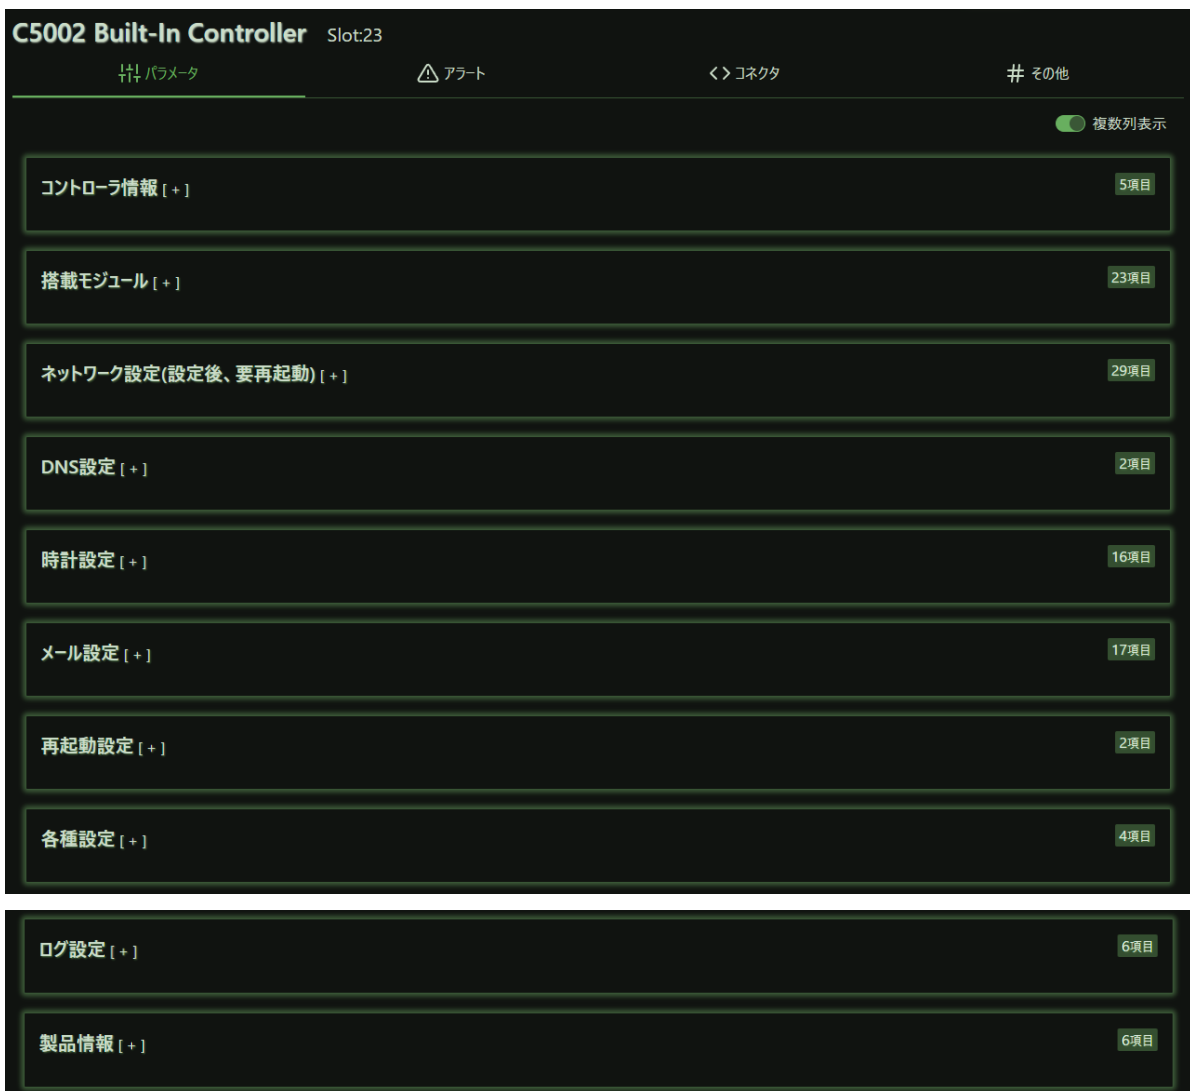 C5002 Built-In Controller Slot:23
パラメータ アラート コネクタ その他
複数列表示
コントローラ情報 [ + ] 5項目
搭載モジュール [ + ] 23項目
ネットワーク設定(設定後、要再起動) [ + ] 29項目
DNS設定 [ + ] 2項目
時計設定 [ + ] 16項目
メール設定 [ + ] 17項目
再起動設定 [ + ] 2項目
各種設定 [ + ] 4項目
ログ設定 [ + ] 6項目
製品情報 [ + ] 6項目